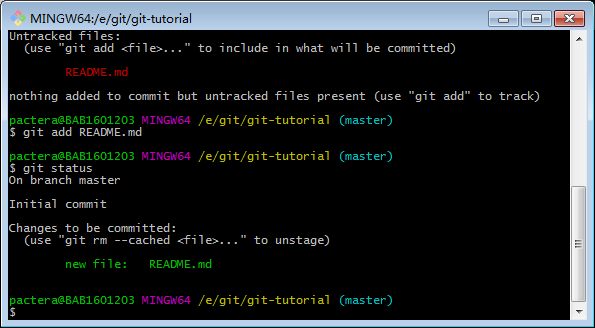 MINGW64:/e/git/git-tutorial
Untracked files:
  (use "git add <file>..." to include in what will be committed)
        README.md
nothing added to commit but untracked files present (use "git add" to track)
pactera@BAB1601203 MINGW64 /e/git/git-tutorial (master)
$ git add README.md
pactera@BAB1601203 MINGW64 /e/git/git-tutorial (master)
$ git status
On branch master
Initial commit
Changes to be committed:
  (use "git rm --cached <file>..." to unstage)
        new file:   README.md
pactera@BAB1601203 MINGW64 /e/git/git-tutorial (master)
$